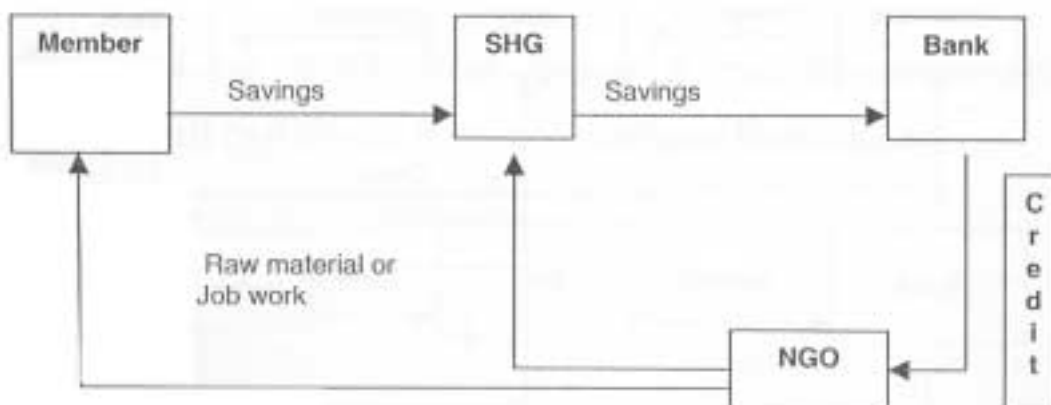 Member
SHG
Bank
Savings
Savings
Raw material or
Job work
NGO
C
r
e
d
i
t